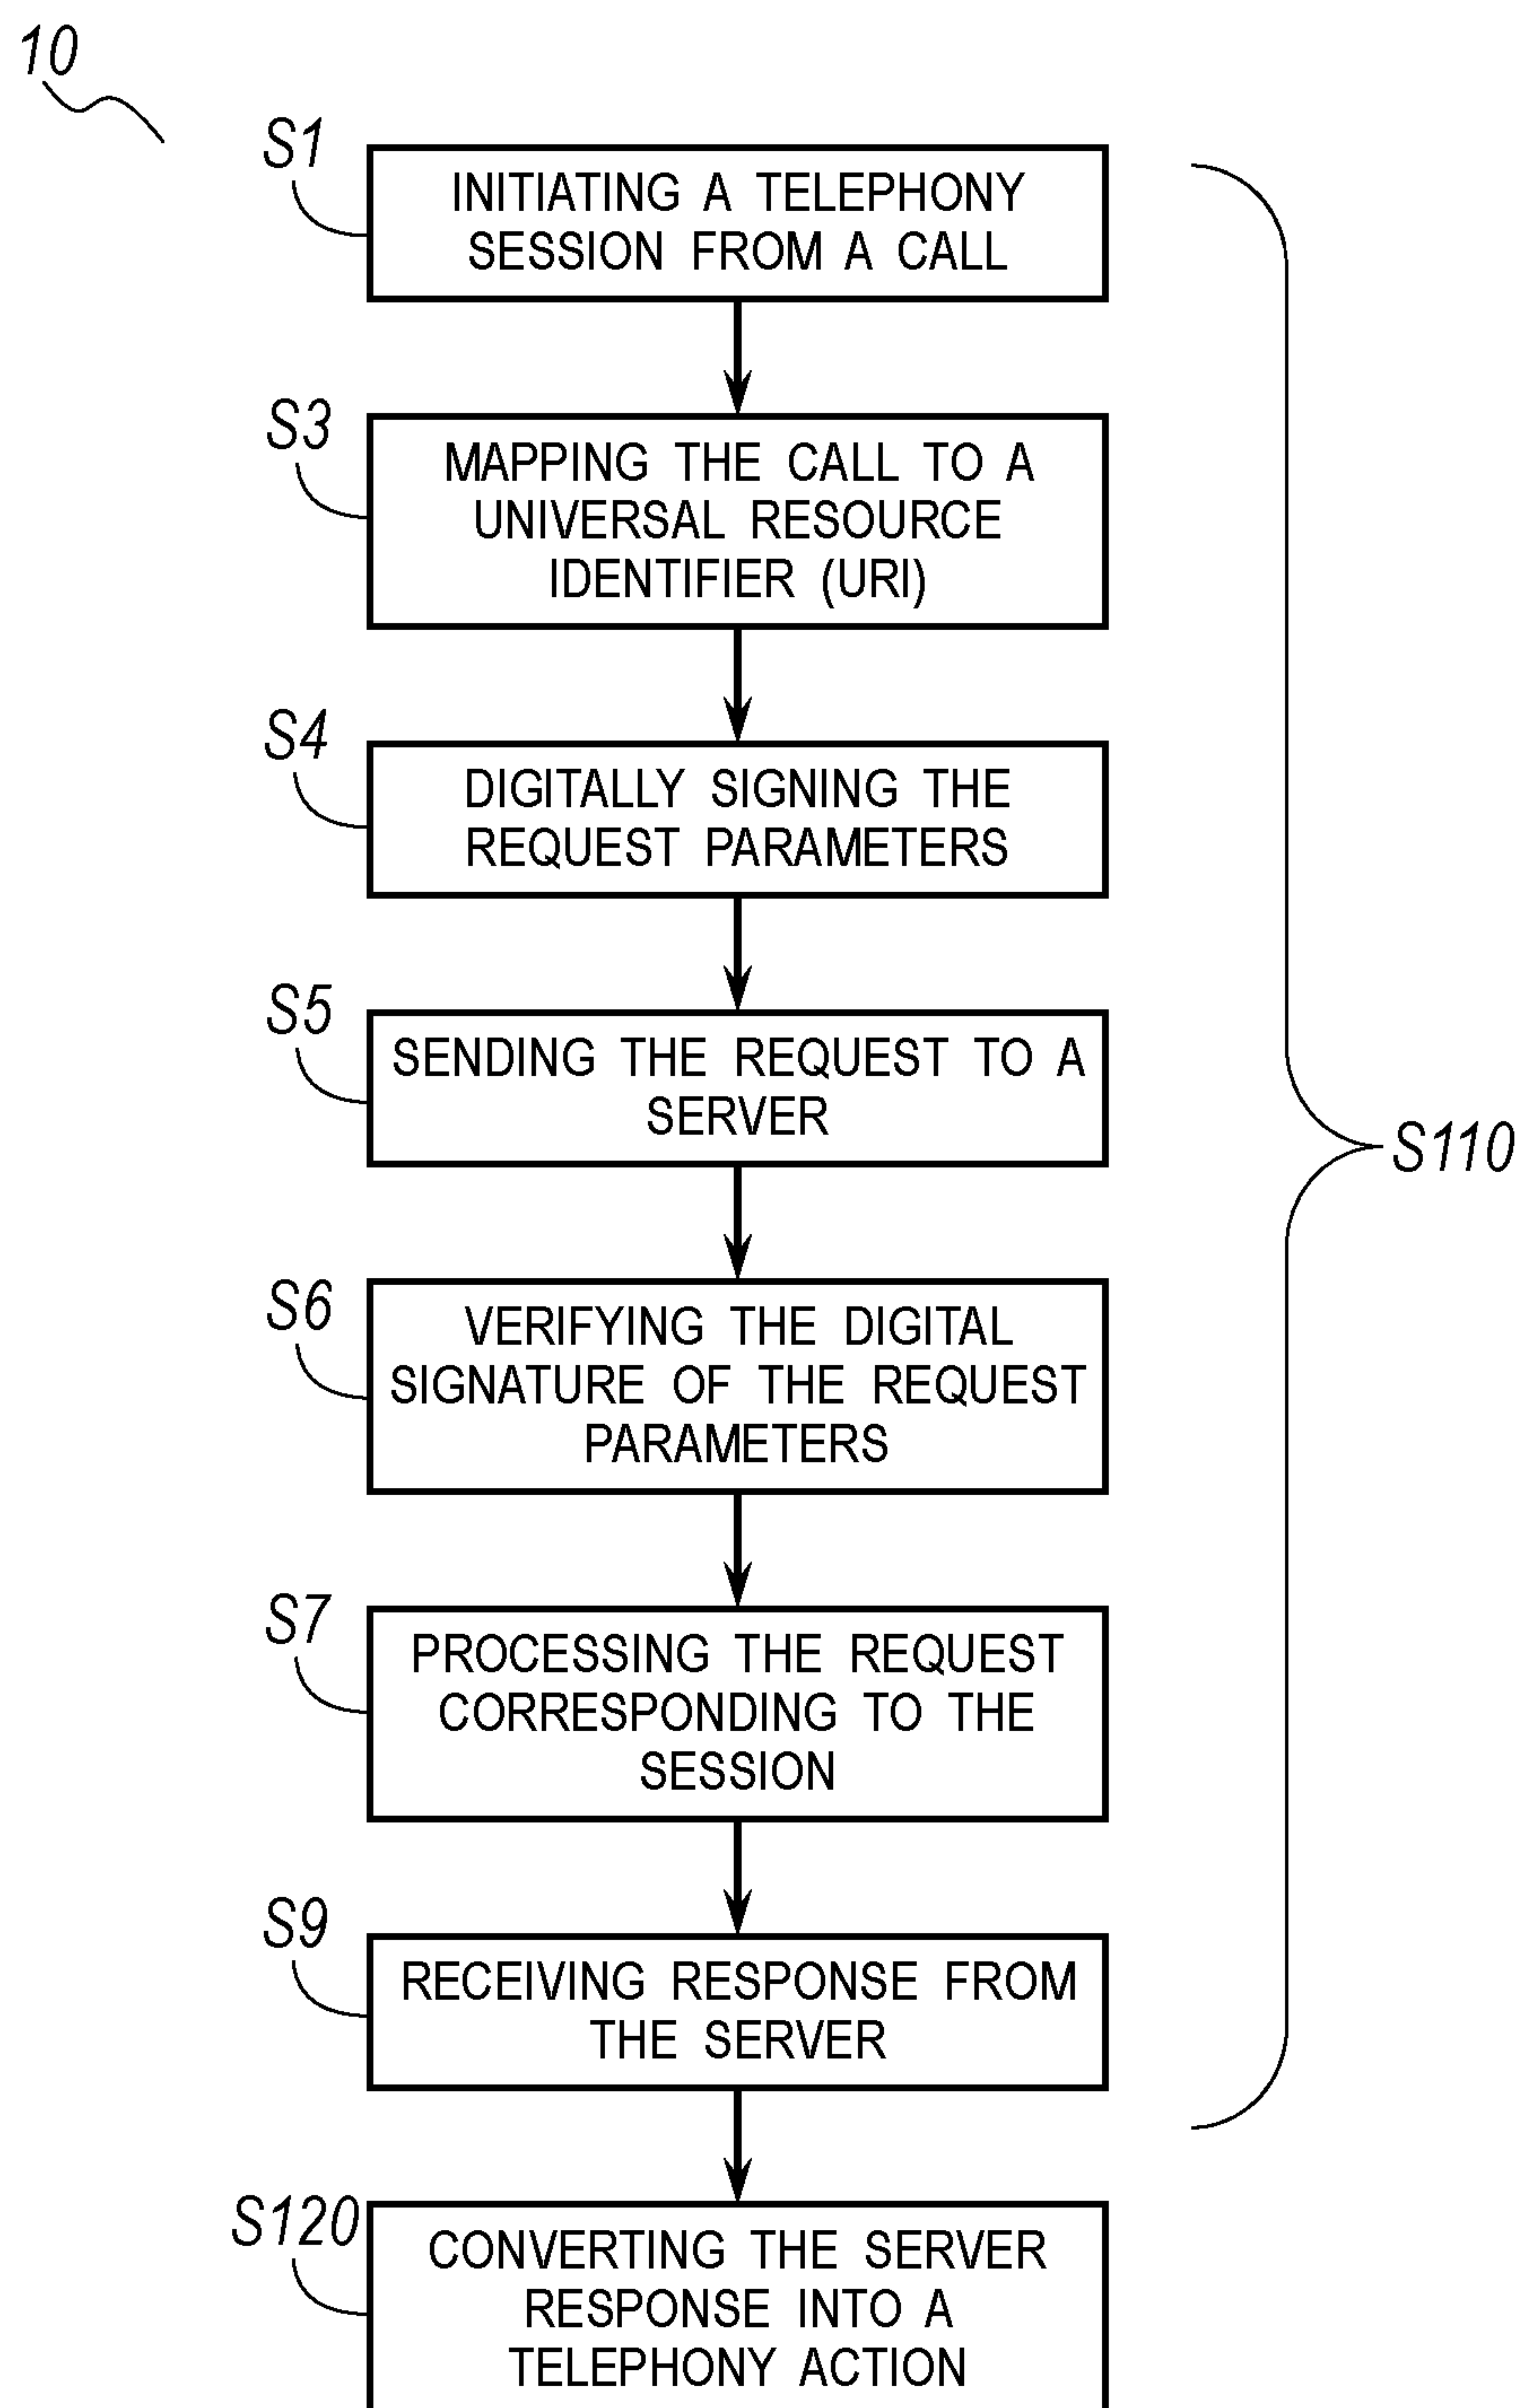 10
S1
INITIATING A TELEPHONY
SESSION FROM A CALL
S3
MAPPING THE CALL TO A
UNIVERSAL RESOURCE
IDENTIFIER (URI)
S4
DIGITALLY SIGNING THE
REQUEST PARAMETERS
S5
SENDING THE REQUEST TO A
SERVER
S110
S6
VERIFYING THE DIGITAL
SIGNATURE OF THE REQUEST
PARAMETERS
S7
PROCESSING THE REQUEST
CORRESPONDING TO THE
SESSION
S9
RECEIVING RESPONSE FROM
THE SERVER
S120
CONVERTING THE SERVER
RESPONSE INTO A
TELEPHONY ACTION